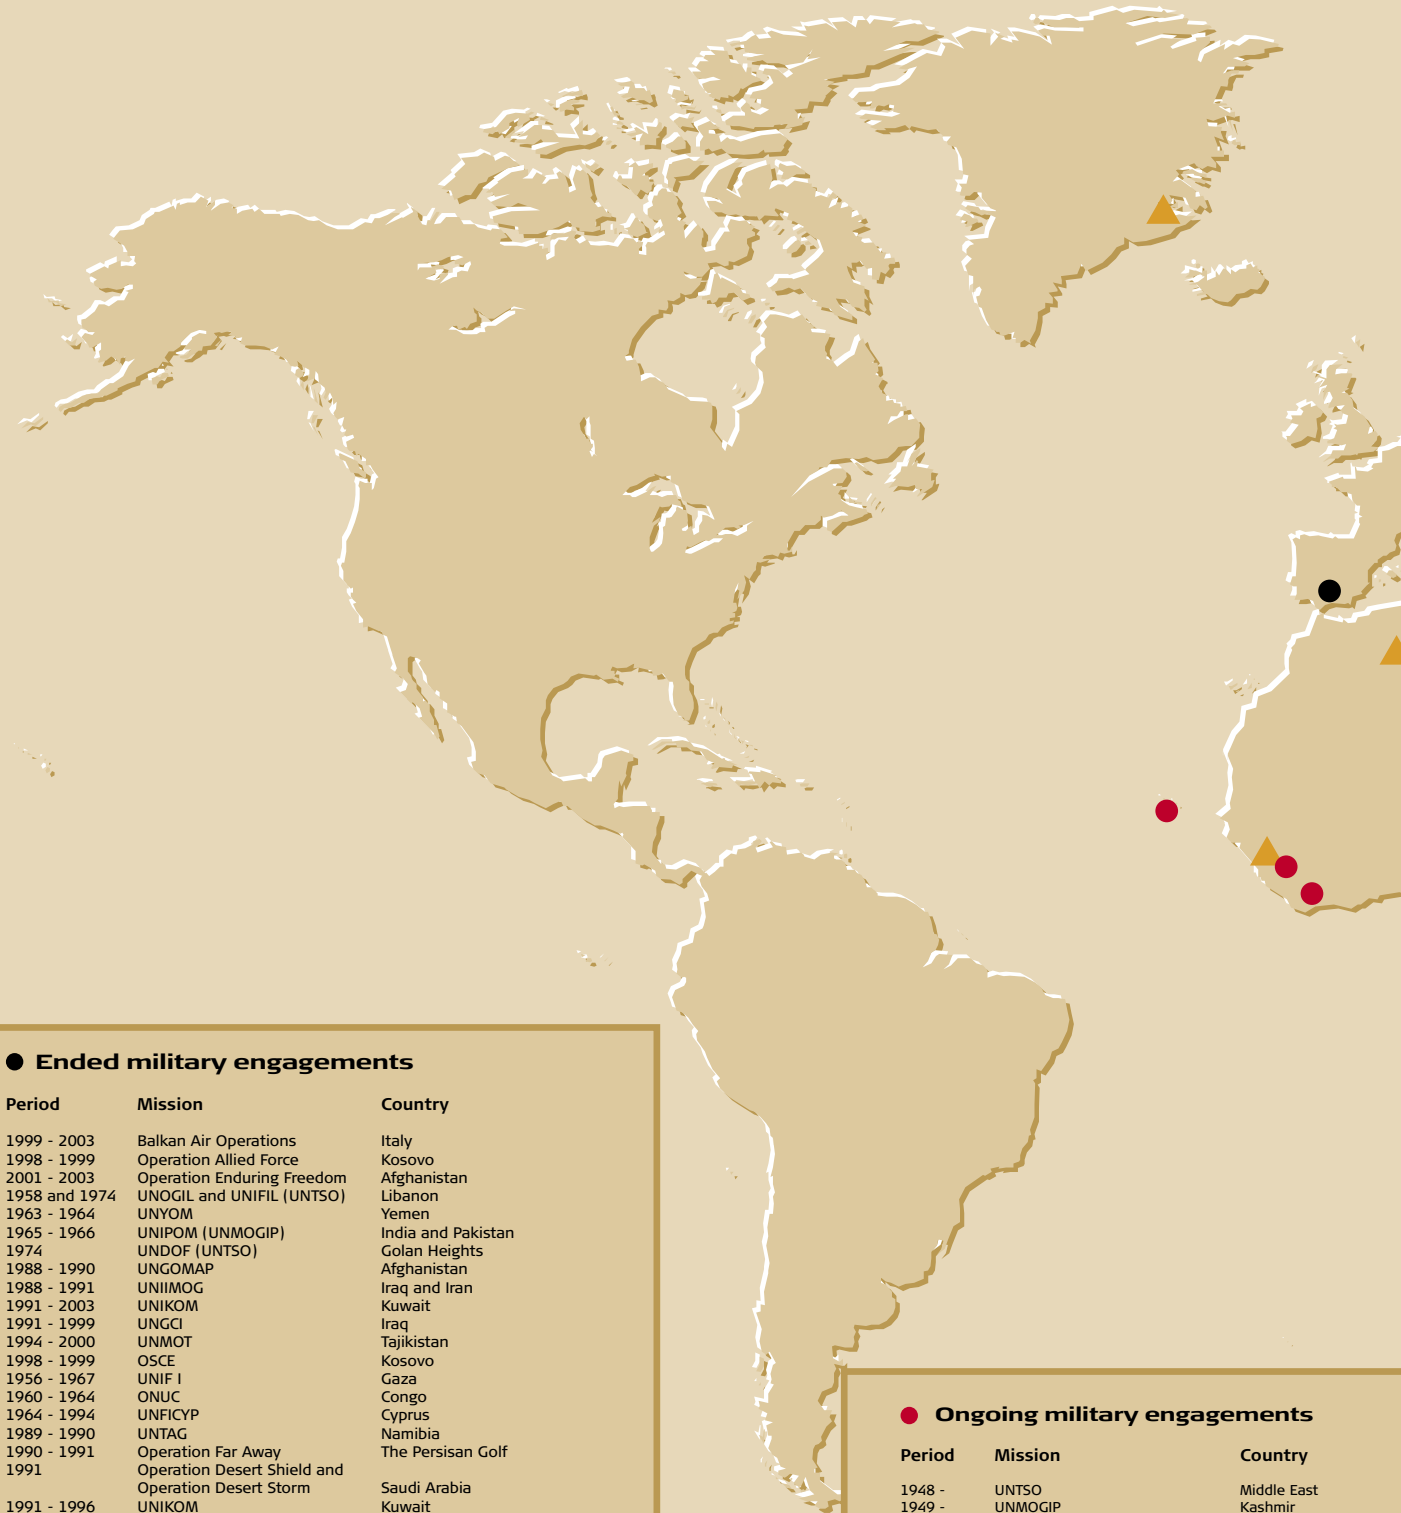 Ended military engagements
Period Mission Country
1999 - 2003 Balkan Air Operations Italy
1998 - 1999 Operation Allied Force Kosovo
2001 - 2003 Operation Enduring Freedom Afghanistan
1958 and 1974 UNOGIL and UNIFIL (UNTSO) Libanon
1963 - 1964 UNYOM Yemen
1965 - 1966 UNIPOM (UNMOGIP) India and Pakistan
1974 UNDOF (UNTSO) Golan Heights
1988 - 1990 UNGOMAP Afghanistan
1988 - 1991 UNIIMOG Iraq and Iran
1991 - 2003 UNIKOM Kuwait
1991 - 1999 UNGCI Iraq
1994 - 2000 UNMOT Tajikistan
1998 - 1999 OSCE Kosovo
1956 - 1967 UNIF I Gaza
1960 - 1964 ONUC Congo
1964 - 1994 UNFICYP Cyprus
1989 - 1990 UNTAG Namibia
1990 - 1991 Operation Far Away The Persisan Golf
1991 Operation Desert Shield and
Operation Desert Storm Saudi Arabia
1991 - 1996 UNIKOM Kuwait
Ongoing military engagements
Period Mission Country
1948 - UNTSO Middle East
1949 - UNMOGIP Kashmir